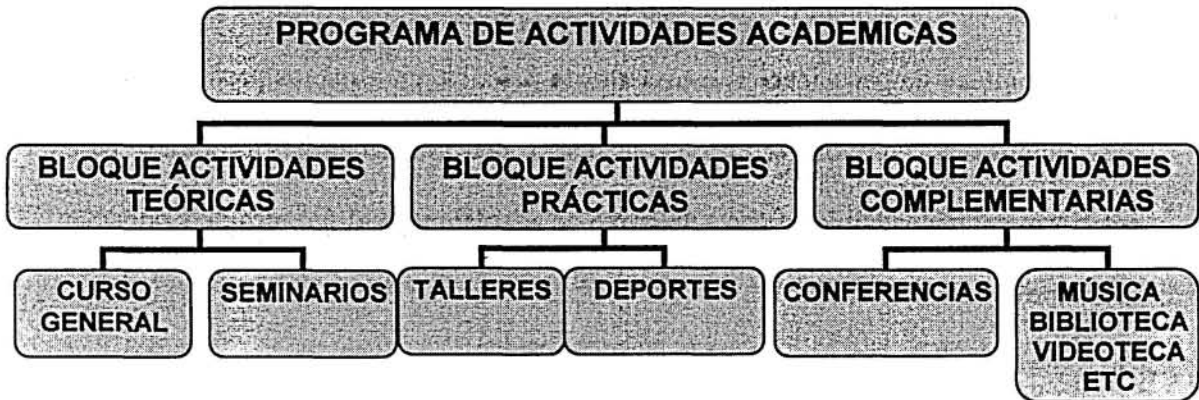 PROGRAMA DE ACTIVIDADES ACADEMICAS
BLOQUE ACTIVIDADES
TEÓRICAS
BLOQUE ACTIVIDADES
PRÁCTICAS
BLOQUE ACTIVIDADES
COMPLEMENTARIAS
CURSO
GENERAL
SEMINARIOS
TALLERES
DEPORTES
CONFERENCIAS
MÚSICA
BIBLIOTECA
VIDEOTECA
ETC